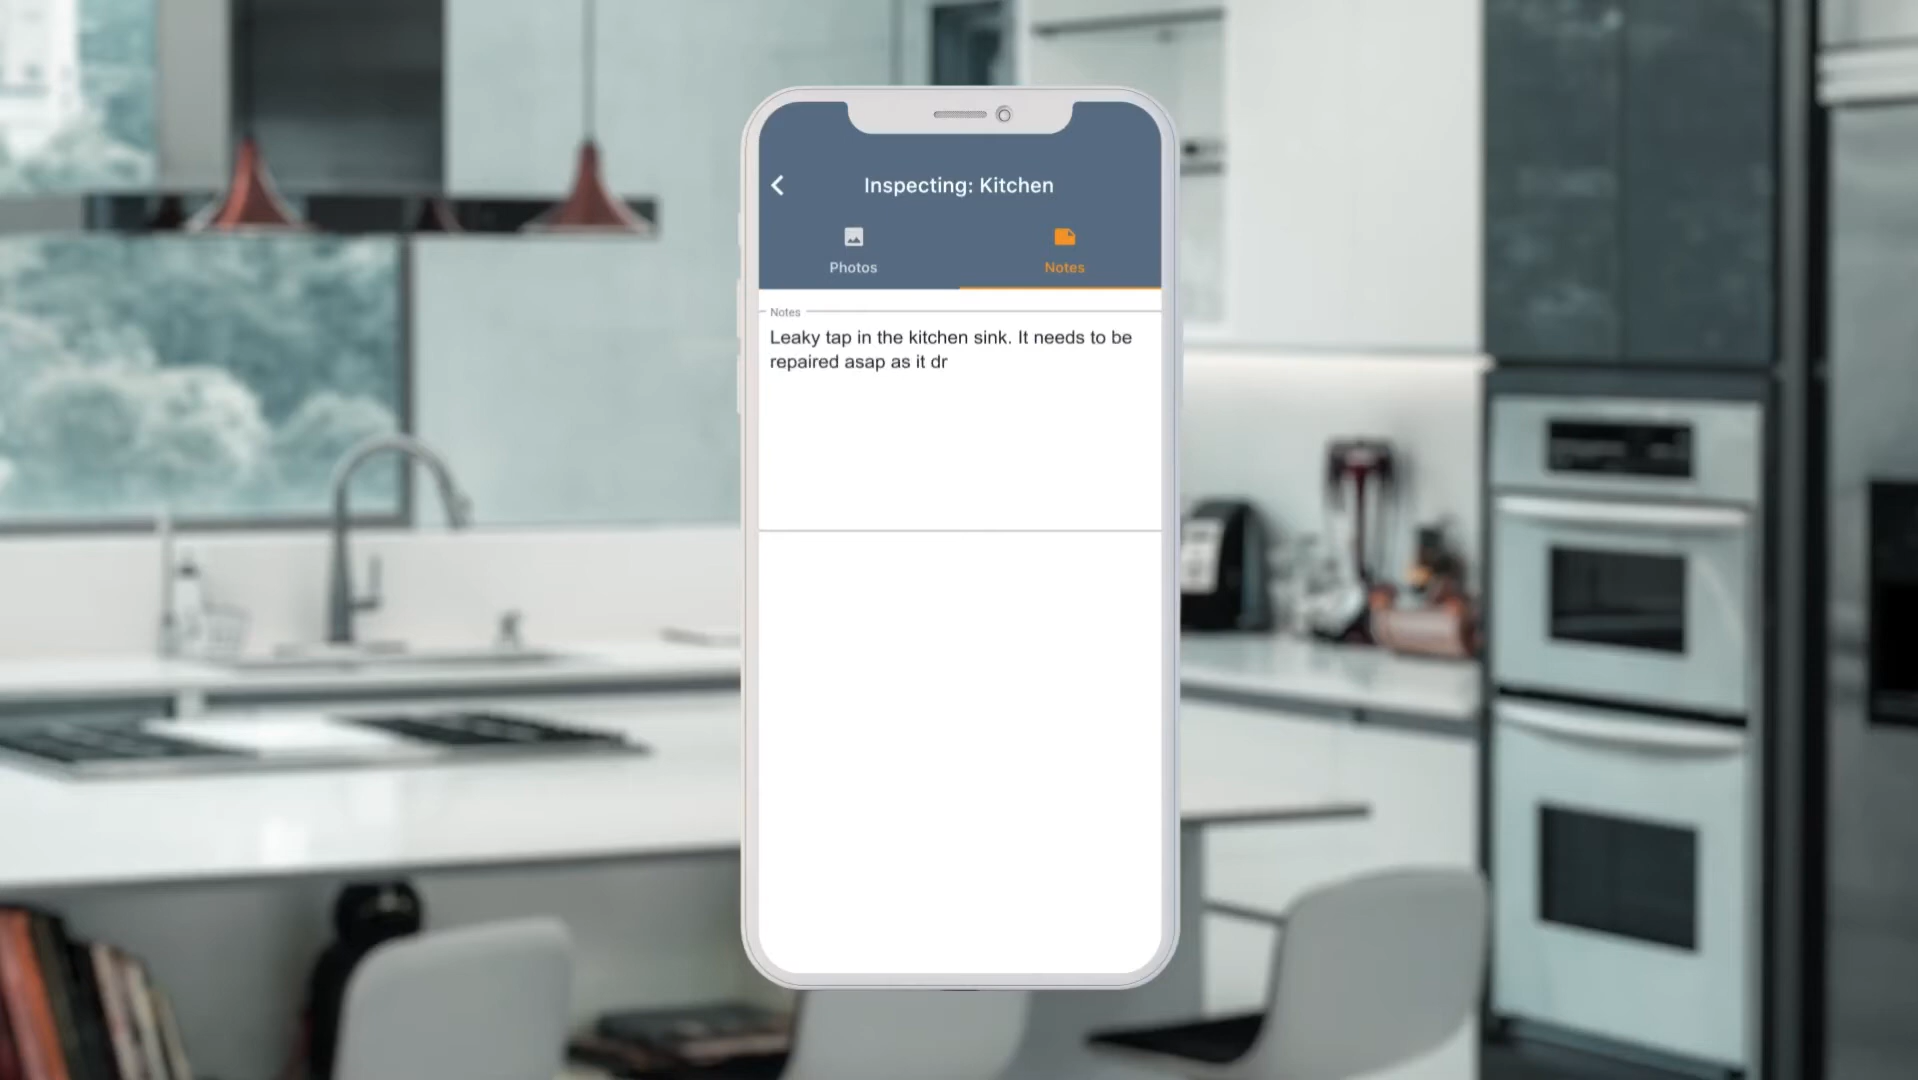 Inspecting: Kitchen
Photos
Notes
Notes
Leaky tap in the kitchen sink. It needs to be
repaired asap as it dr